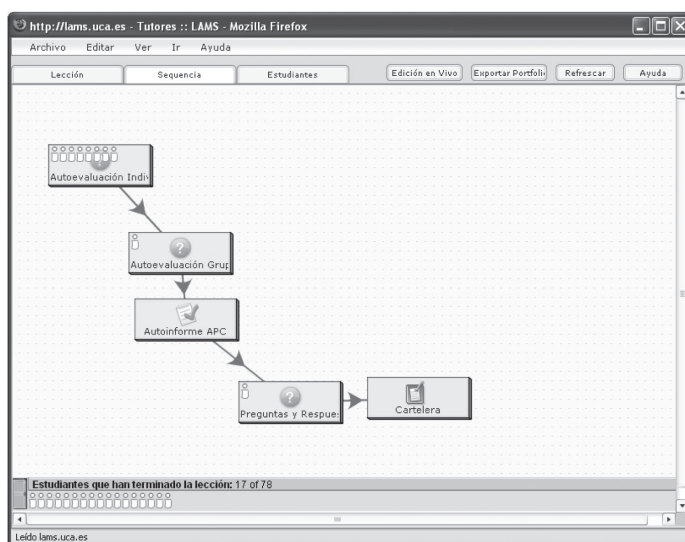 http://lams.uca.es - Tutores :: LAMS - Mozilla Firefox
Archivo Editar Ver Ir Ayuda
Lección Sequencia Estudiantes Edición en Vivo Exportar Portfoli Refrescar Ayuda
Autoevaluación Indiv
Autoevaluación Grup
Autoinforme APC
Preguntas y Respues
Cartelera
Estudiantes que han terminado la lección: 17 of 78
Leído lams.uca.es